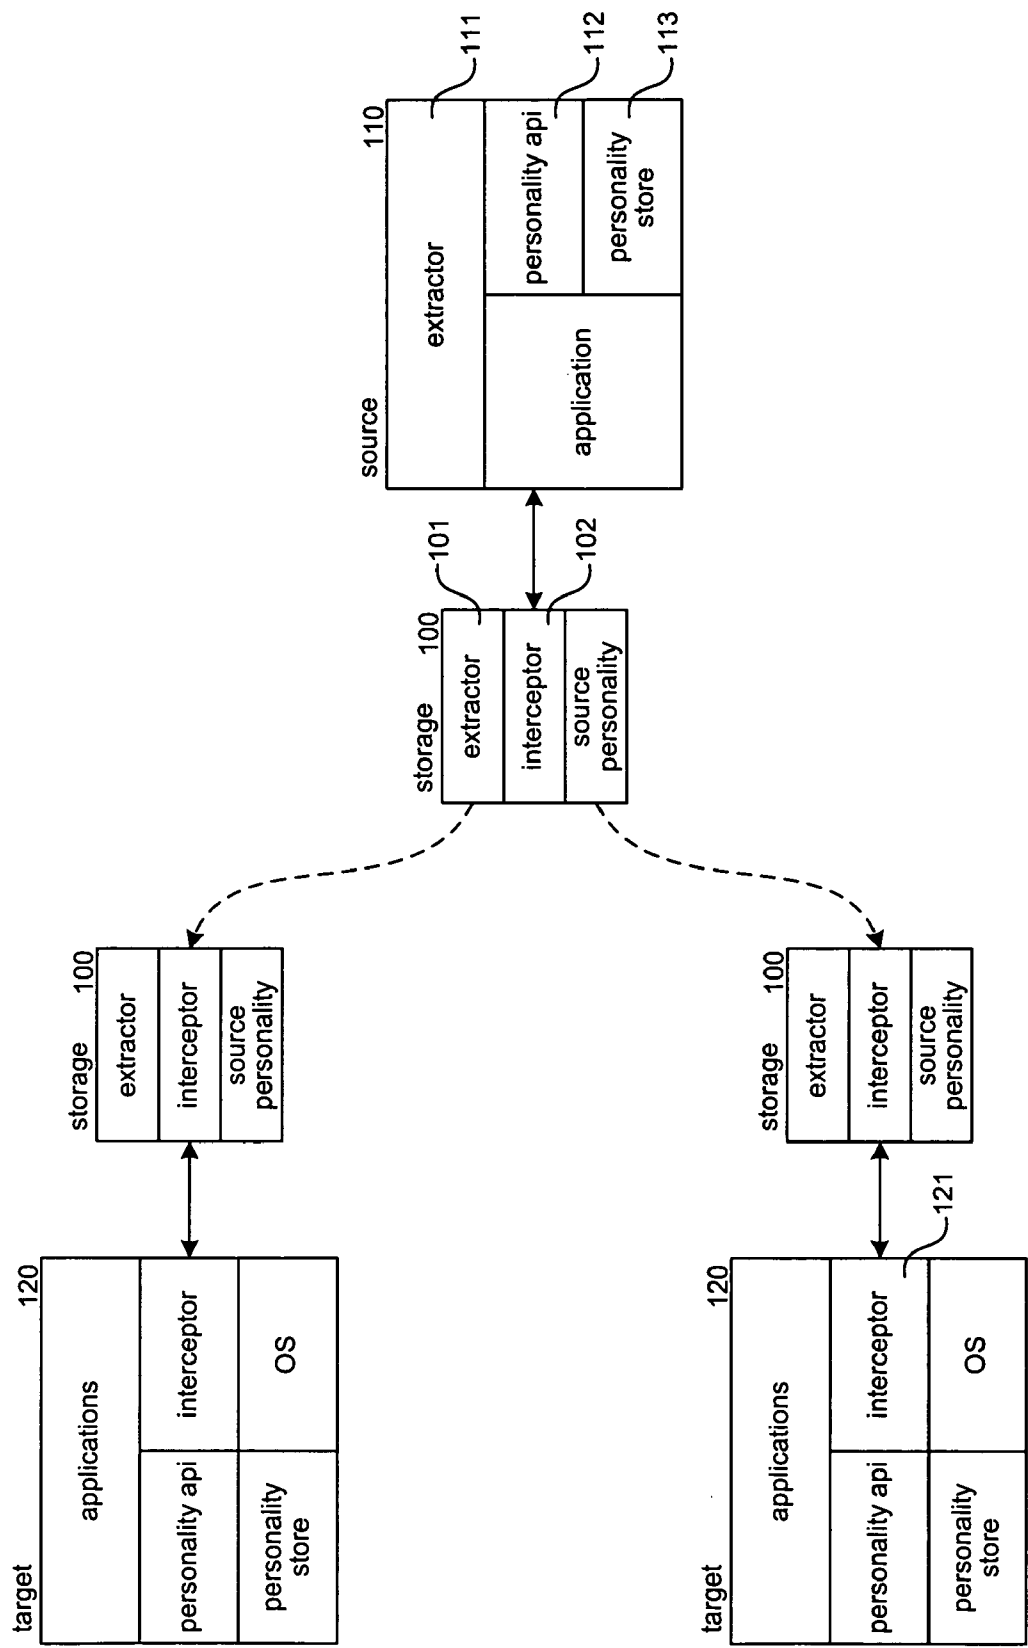 target
120
applications
personality api
interceptor
personality
store
OS
storage
100
extractor
interceptor
source
personality
storage
100
extractor
interceptor
source
personality
101
102
source
110
extractor
application
personality api
personality
store
111
112
113
target
120
applications
personality api
interceptor
personality
store
OS
121
storage
100
extractor
interceptor
source
personality